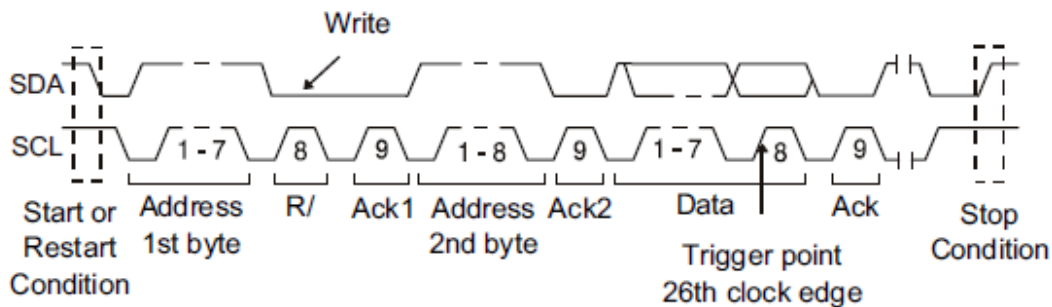 Write
SDA
SCL
1 - 7 8 9 1 - 8 9 1 - 7 8 9
Start or Restart Condition
Address 1st byte
R/
Ack1
Address 2nd byte
Ack2
Data
Trigger point 26th clock edge
Ack
Stop Condition